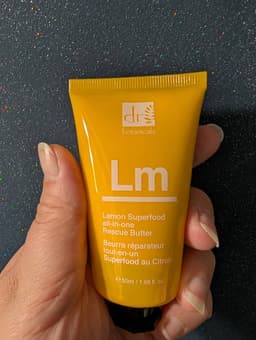 dr
botanicals
Lm
Lemon Superfood
all-in-one
Rescue Butter
Beurre réparateur
tout-en-un
Superfood au Citron
℮50ml / 1.69 fl. oz